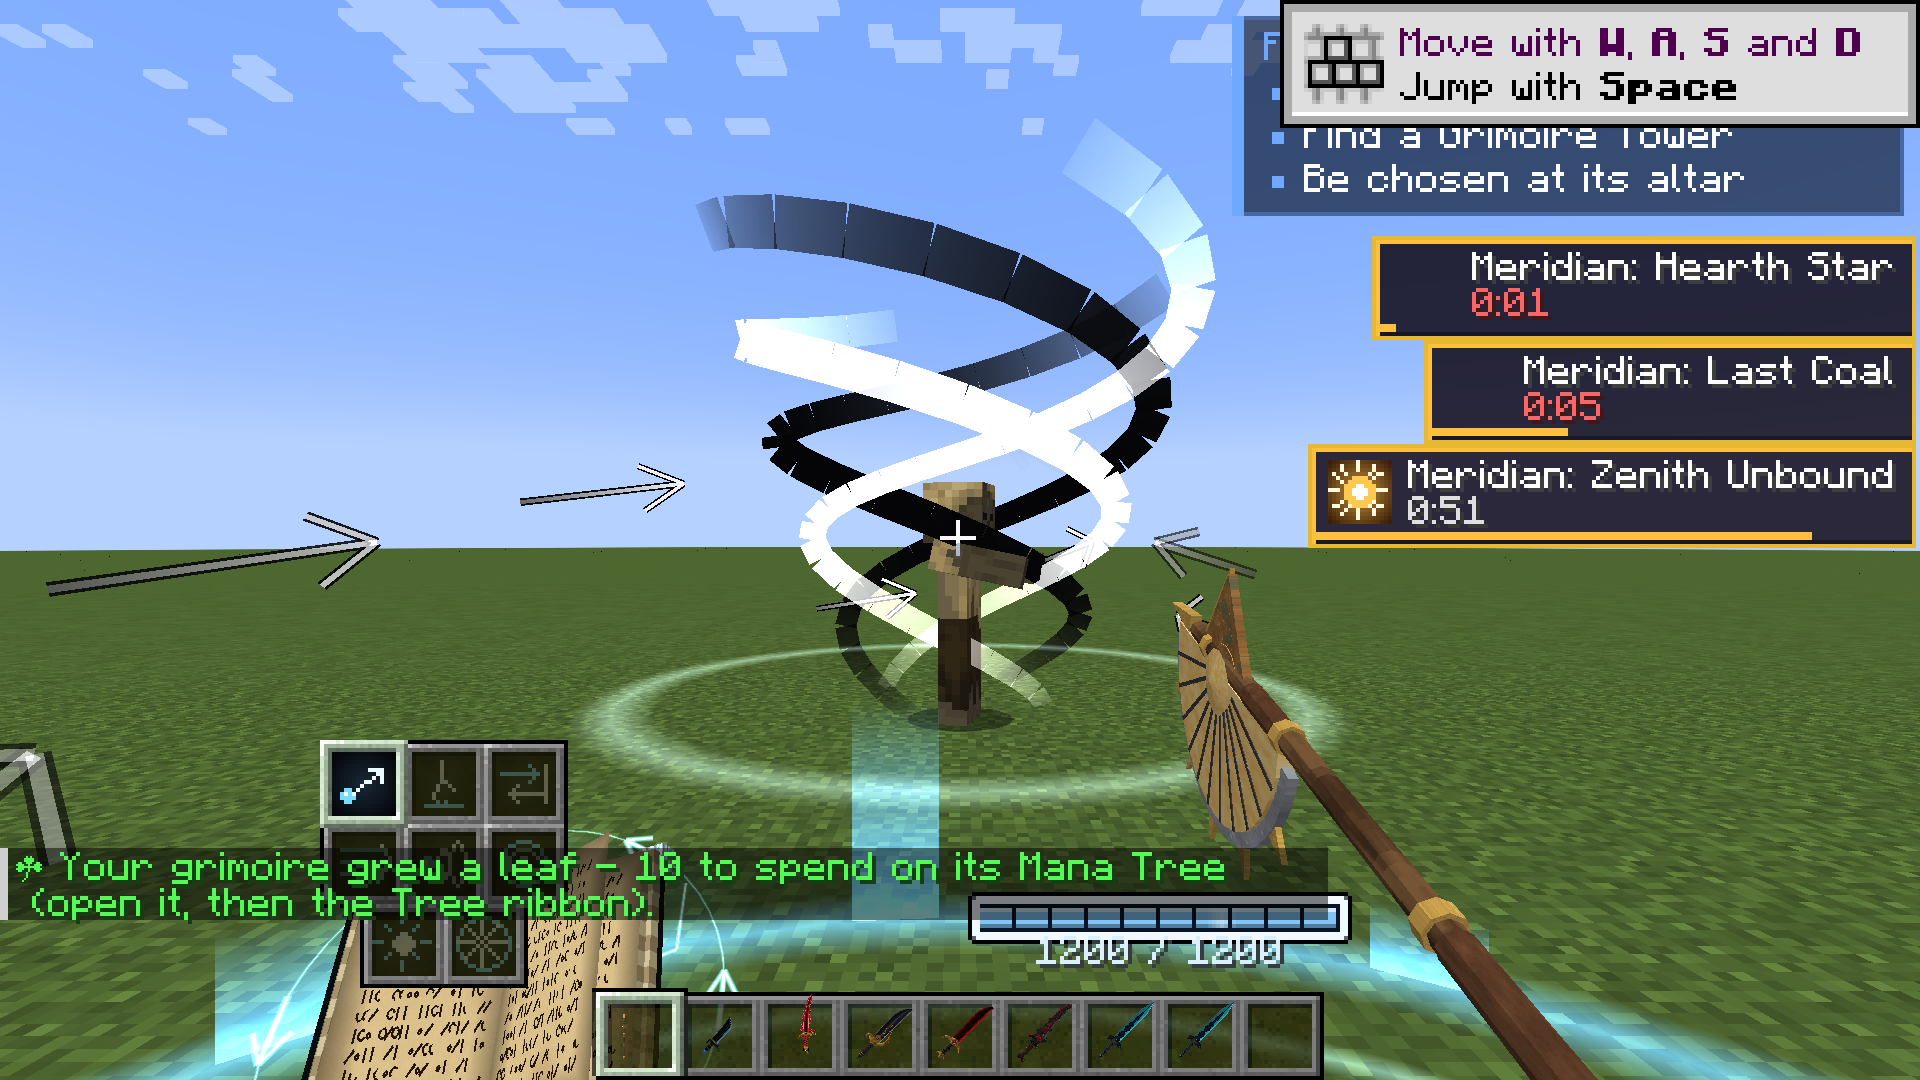 Move with W, A, S and D
Jump with Space
F
Find a Grimoire Tower
Be chosen at its altar
Meridian: Hearth Star
0:01
Meridian: Last Coal
0:05
Meridian: Zenith Unbound
0:51
Your grimoire grew a leaf — 10 to spend on its Mana Tree
(open it, then the Tree ribbon).
1200 / 1200